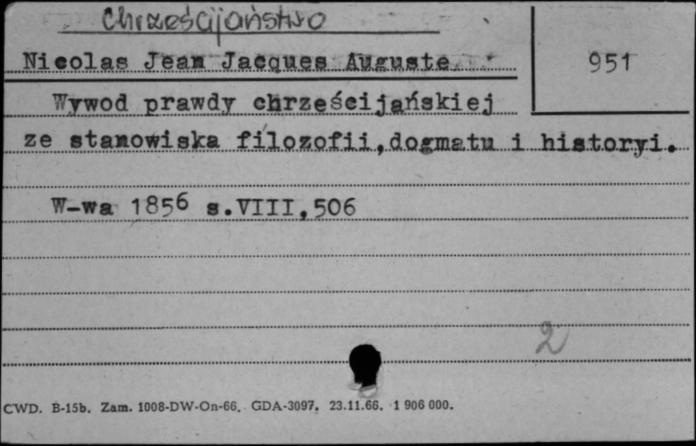 Chrześcijaństwo
Nicolas Jean Jacques Auguste
951
Wywod prawdy chrześcijańskiej
ze stanowiska filozofii,dogmatu i historyi.
W-wa 1856 s.VIII,506
2
CWD. B-15b. Zam. 1008-DW-On-66. GDA-3097. 23.11.66. 1 906 000.